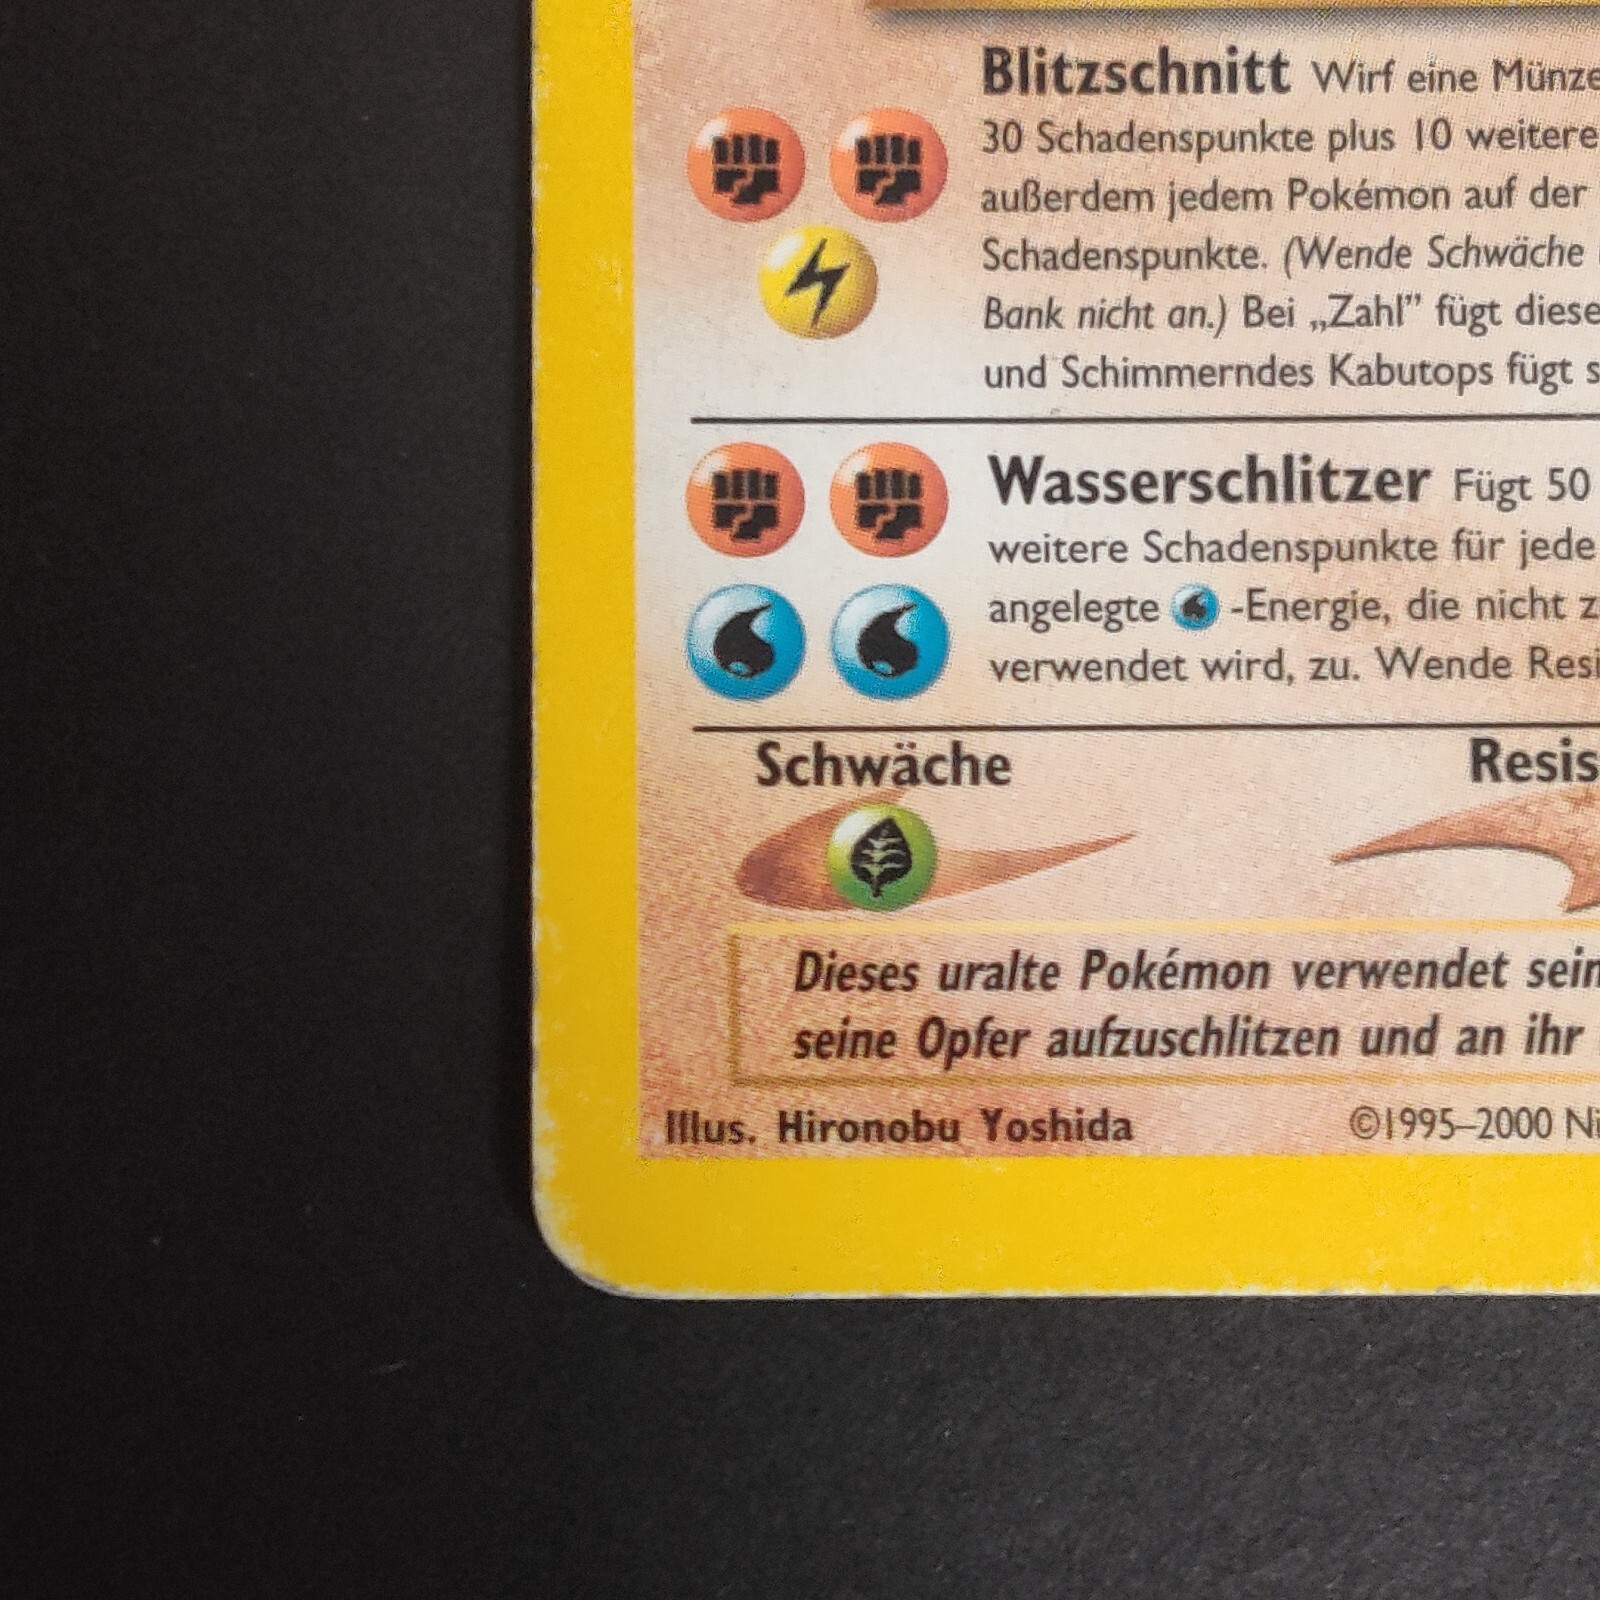 Blitzschnitt Wirf eine Münze
30 Schadenspunkte plus 10 weitere
außerdem jedem Pokémon auf der
Schadenspunkte. (Wende Schwäche
Bank nicht an.) Bei „Zahl” fügt diese
und Schimmerndes Kabutops fügt s
Wasserschlitzer Fügt 50
weitere Schadenspunkte für jede
angelegte -Energie, die nicht z
verwendet wird, zu. Wende Resi
Schwäche
Resis
Dieses uralte Pokémon verwendet sein
seine Opfer aufzuschlitzen und an ihr
Illus. Hironobu Yoshida
©1995–2000 Ni